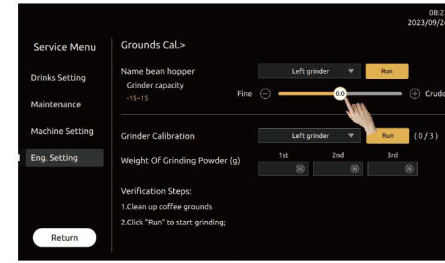 08:2
2023/09/2
Service Menu
Grounds Cal.>
Drinks Setting
Name bean hopper
Left grinder
Run
Grinder capacity
-15~15
Fine
0.0
Crude
Maintenance
Machine Setting
Grinder Calibration
Left grinder
Run
(0/3)
Eng. Setting
Weight Of Grinding Powder (g)
1st
2nd
3rd
Verification Steps:
1.Clean up coffee grounds
2.Click "Run" to start grinding;
Return